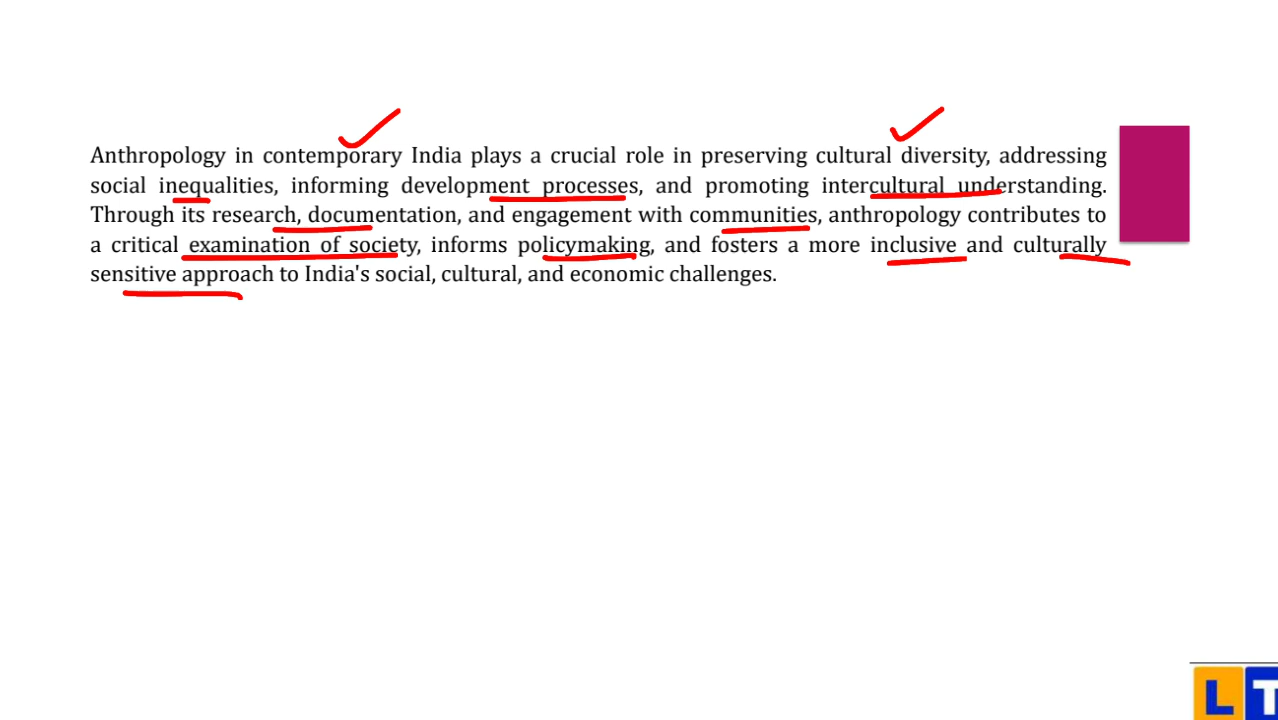 Anthropology in contemporary India plays a crucial role in preserving cultural diversity, addressing
social inequalities, informing development processes, and promoting intercultural understanding.
Through its research, documentation, and engagement with communities, anthropology contributes to
a critical examination of society, informs policymaking, and fosters a more inclusive and culturally
sensitive approach to India's social, cultural, and economic challenges.
LT